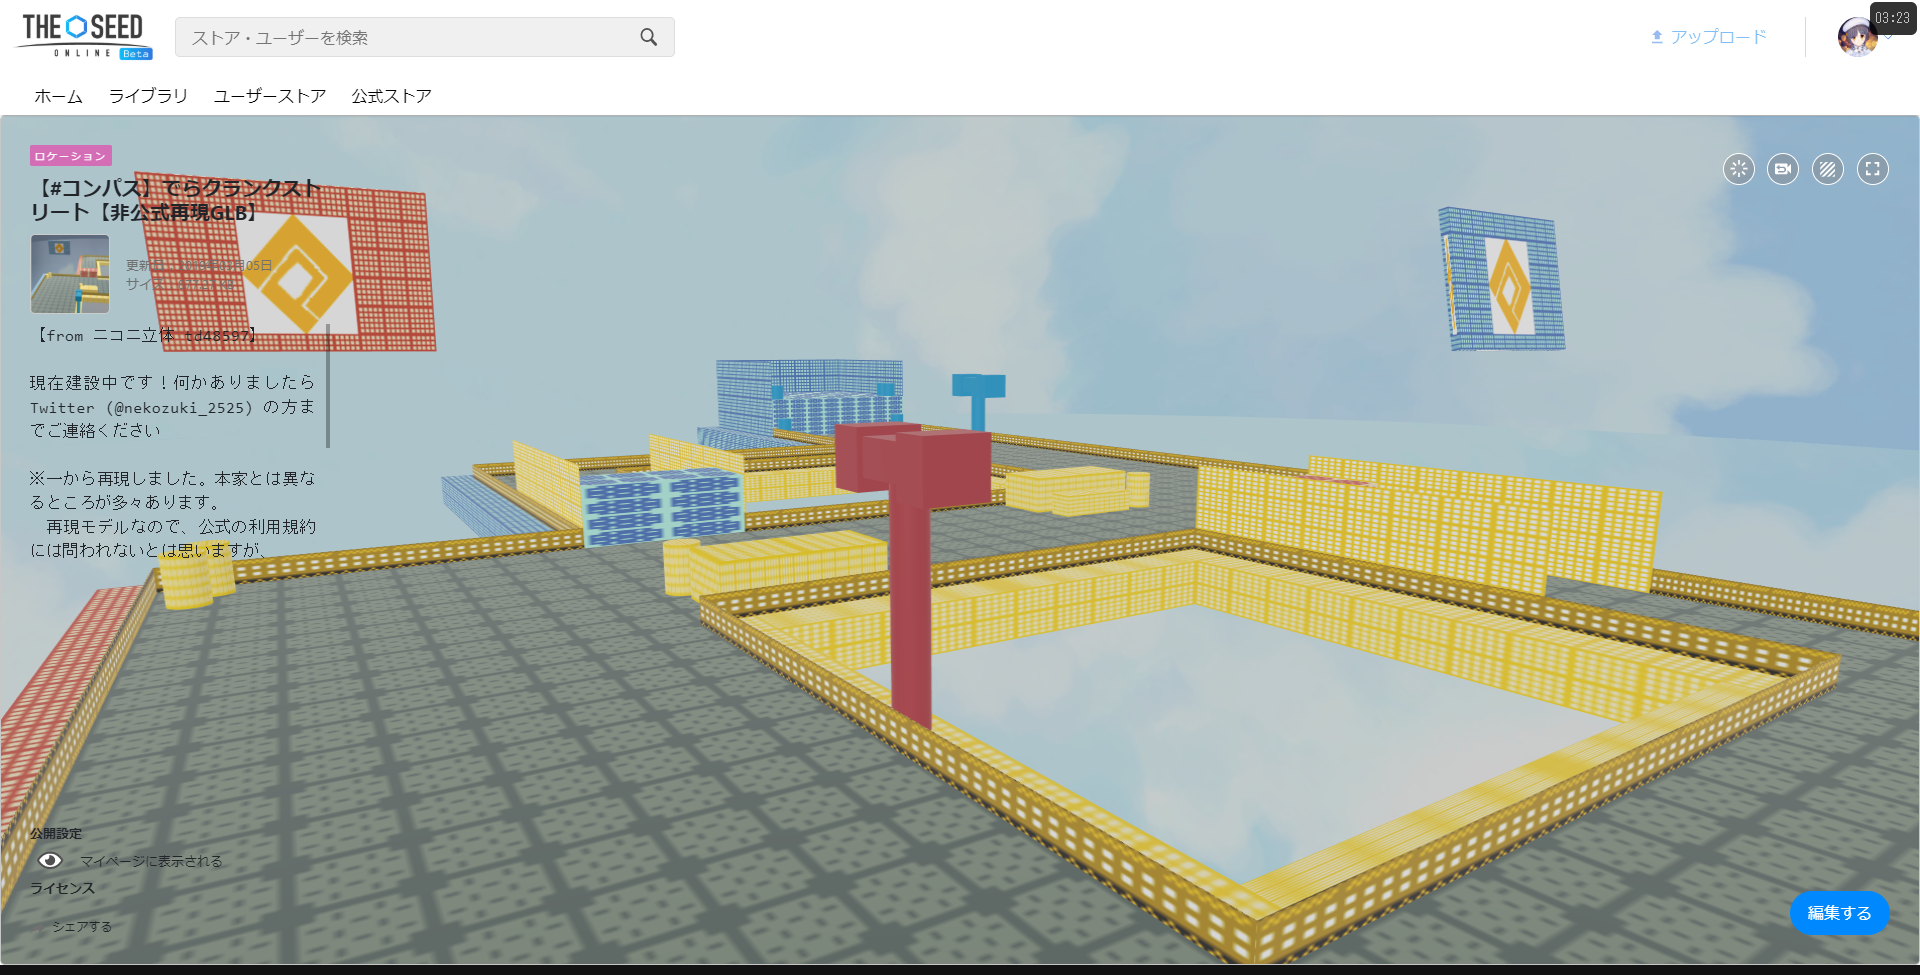 THE SEED
ONLINE Beta
ストア・ユーザーを検索
アップロード
03:23
ホーム ライブラリ ユーザーストア 公式ストア
ロケーション
【#コンパス】でらクランクスト
リート【非公式再現GLB】
月05日
サイズ
【from ニコニ立体 td48597】
現在建設中です！何かありましたら
Twitter (@nekozuki_2525) の方ま
でご連絡ください
※一から再現しました。本家とは異な
るところが多々あります。
再現モデルなので、公式の利用規約
には問われないとは思いますが、
公開設定
マイページに表示される
ライセンス
シェアする
編集する